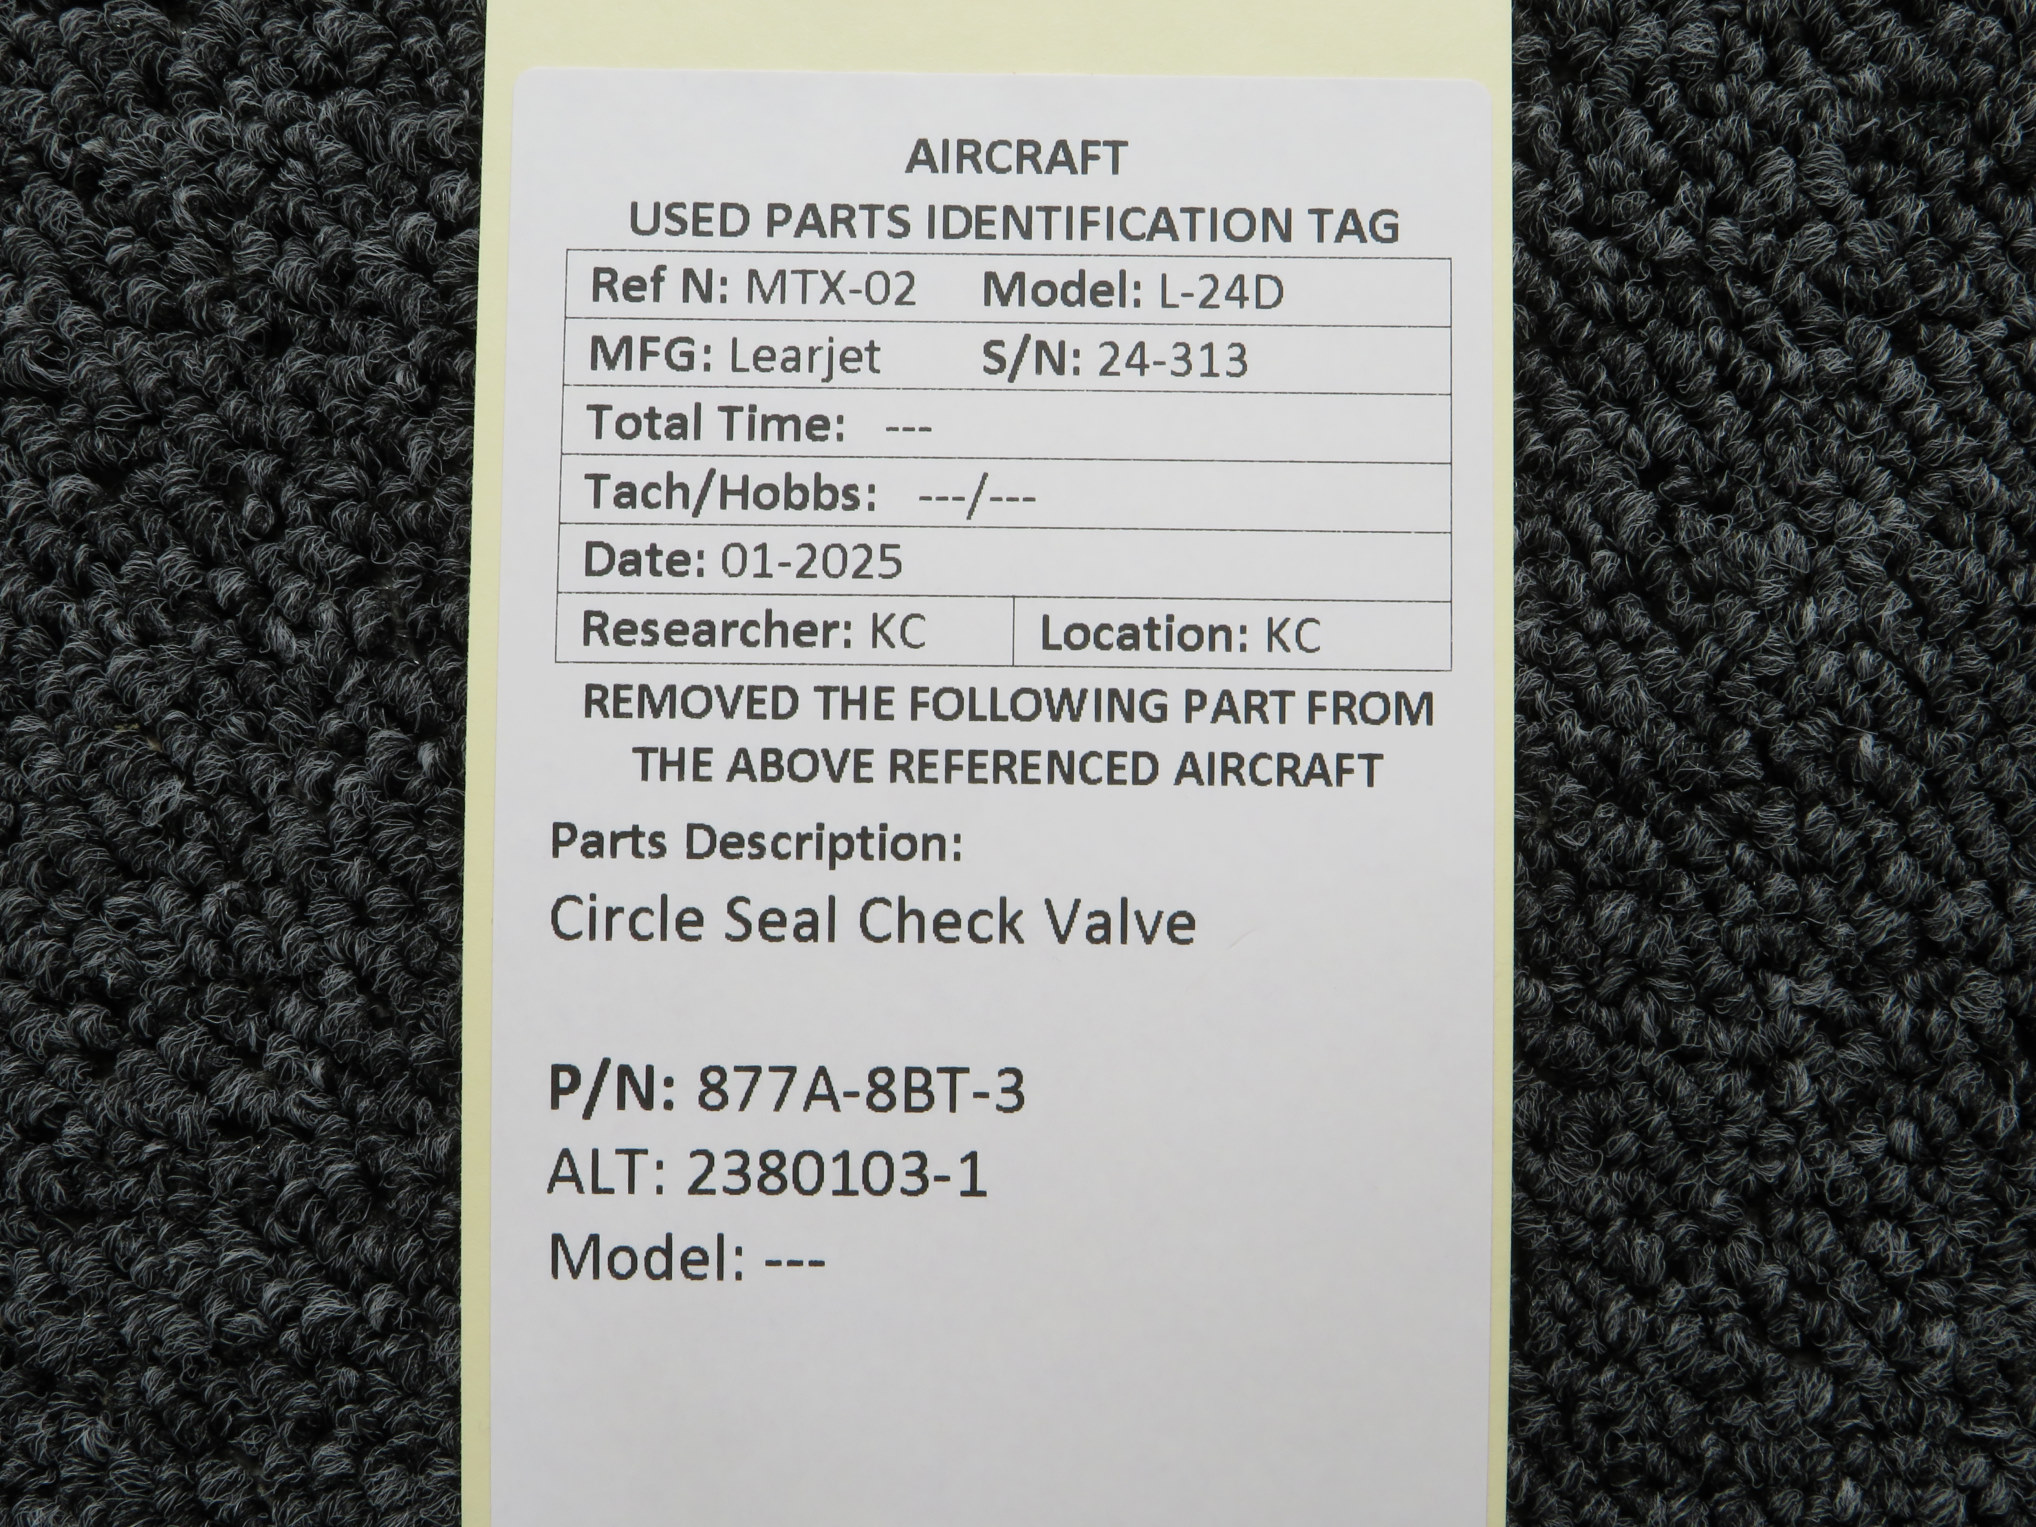 AIRCRAFT
USED PARTS IDENTIFICATION TAG
Ref N: MTX-02 Model: L-24D
MFG: Learjet S/N: 24-313
Total Time: ---
Tach/Hobbs: ---/---
Date: 01-2025
Researcher: KC Location: KC
REMOVED THE FOLLOWING PART FROM
THE ABOVE REFERENCED AIRCRAFT
Parts Description:
Circle Seal Check Valve
P/N: 877A-8BT-3
ALT: 2380103-1
Model: ---